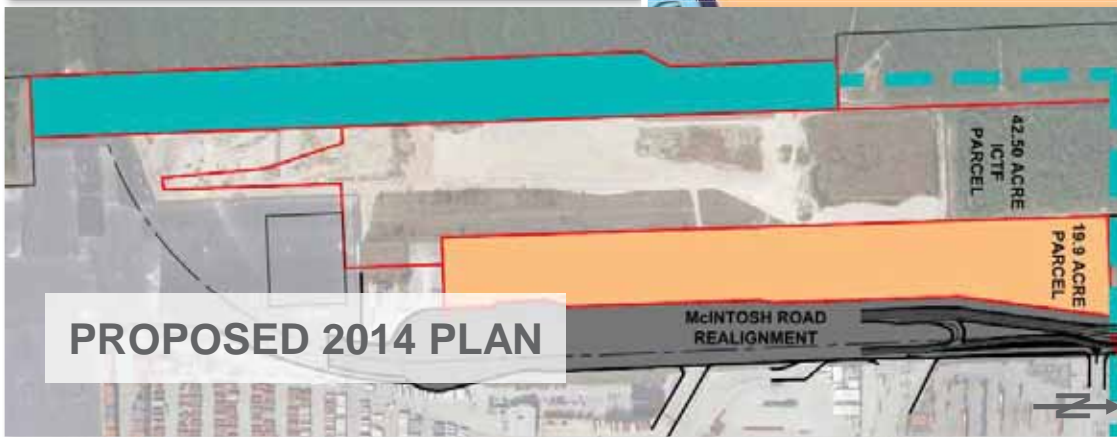 42.50 ACRE
ICTF
PARCEL
19.9 ACRE
PARCEL
McINTOSH ROAD
REALIGNMENT
PROPOSED 2014 PLAN
N